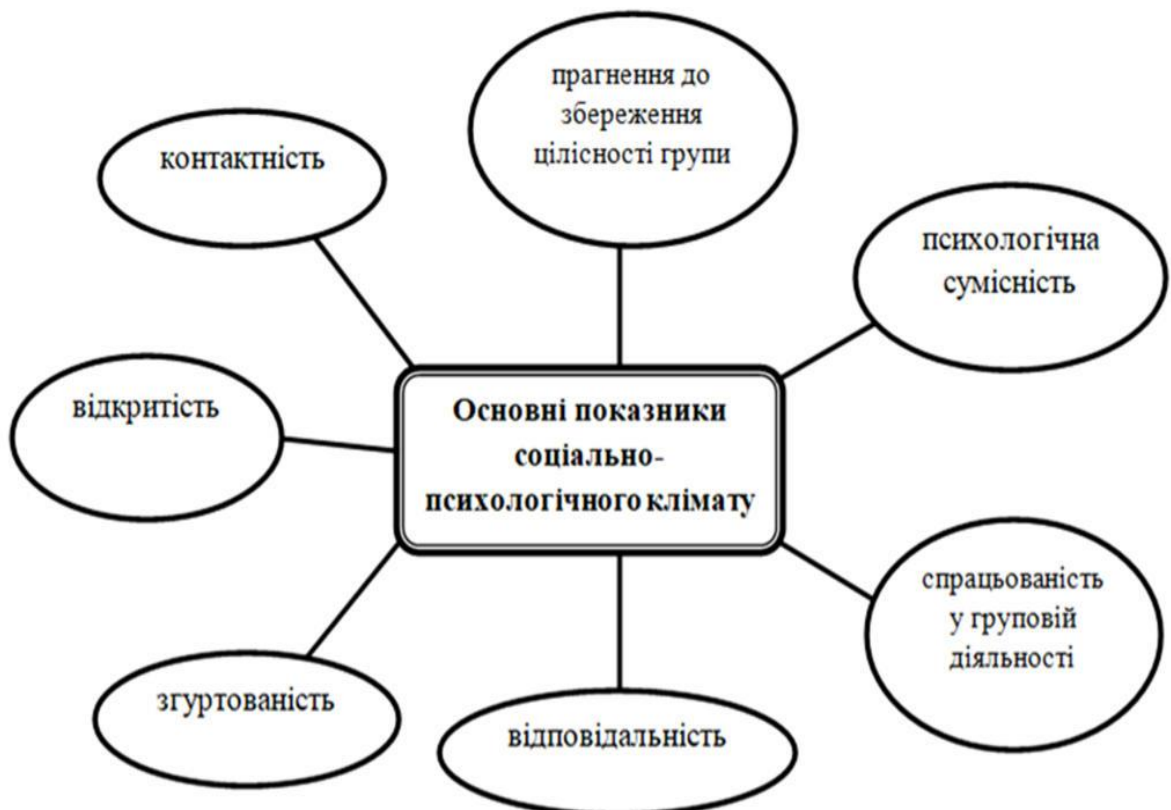 прагнення до
збереження
цілісності групи
контактність
психологічна
сумісність
відкритість
Основні показники
соціально-
психологічного клімату
спрацьованість
у груповій
діяльності
згуртованість
відповідальність